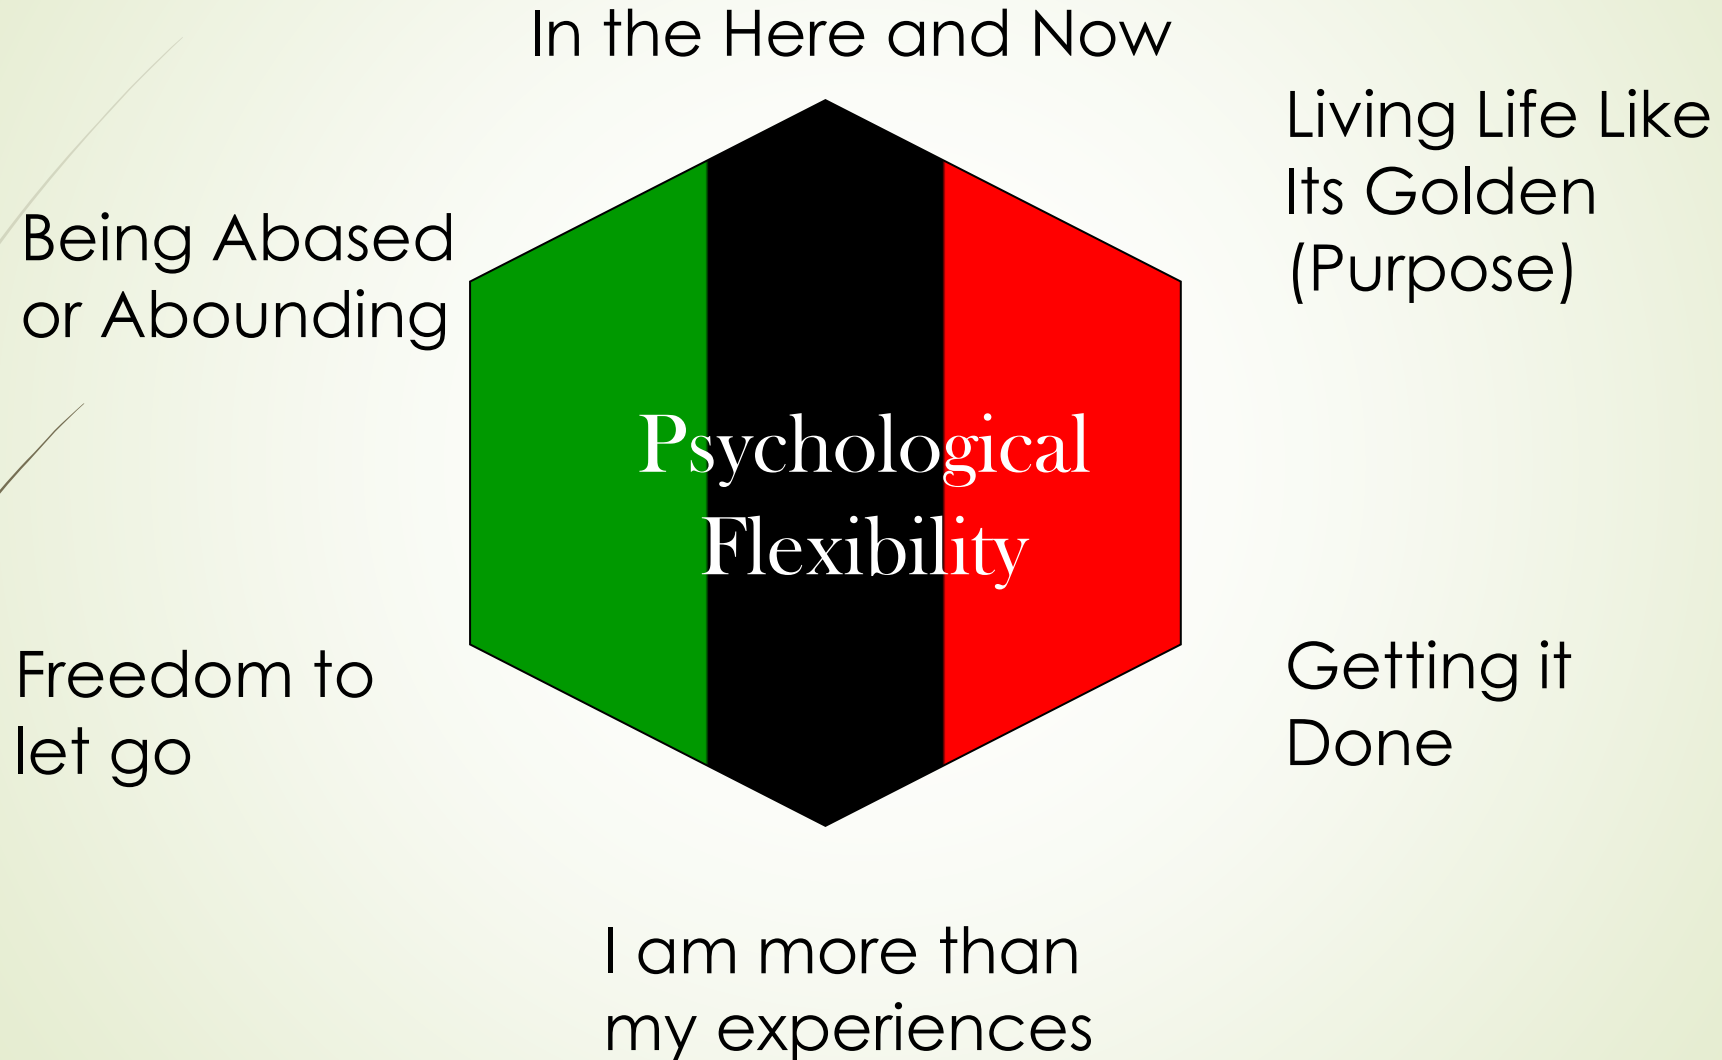 In the Here and Now
Living Life Like
Its Golden
(Purpose)
Being Abased
or Abounding
Psychological
Flexibility
Freedom to
let go
Getting it
Done
I am more than
my experiences